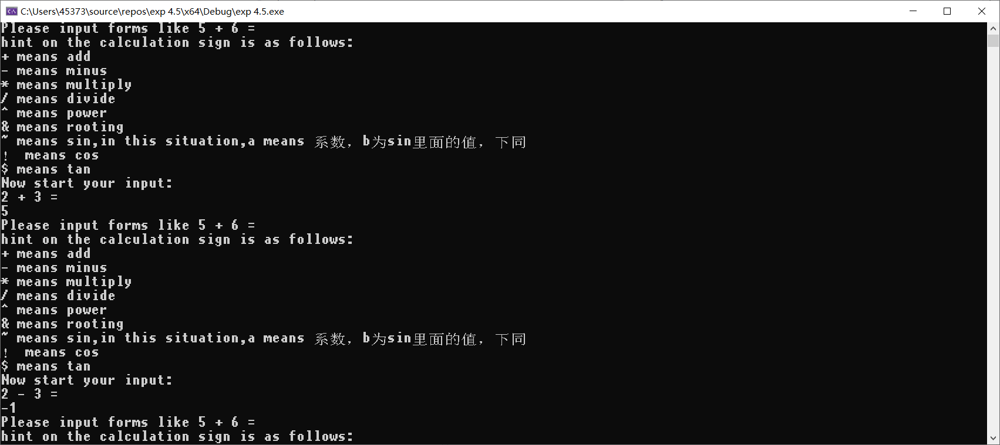 C:\Users\45373\source\repos\exp 4.5\x64\Debug\exp 4.5.exe
Please input forms like 5 + 6 =
hint on the calculation sign is as follows:
+ means add
- means minus
* means multiply
/ means divide
^ means power
& means rooting
~ means sin,in this situation,a means 系数，b为sin里面的值，下同
！ means cos
$ means tan
Now start your input:
2 + 3 =
5
Please input forms like 5 + 6 =
hint on the calculation sign is as follows:
+ means add
- means minus
* means multiply
/ means divide
^ means power
& means rooting
~ means sin,in this situation,a means 系数，b为sin里面的值，下同
！ means cos
$ means tan
Now start your input:
2 - 3 =
-1
Please input forms like 5 + 6 =
hint on the calculation sign is as follows: